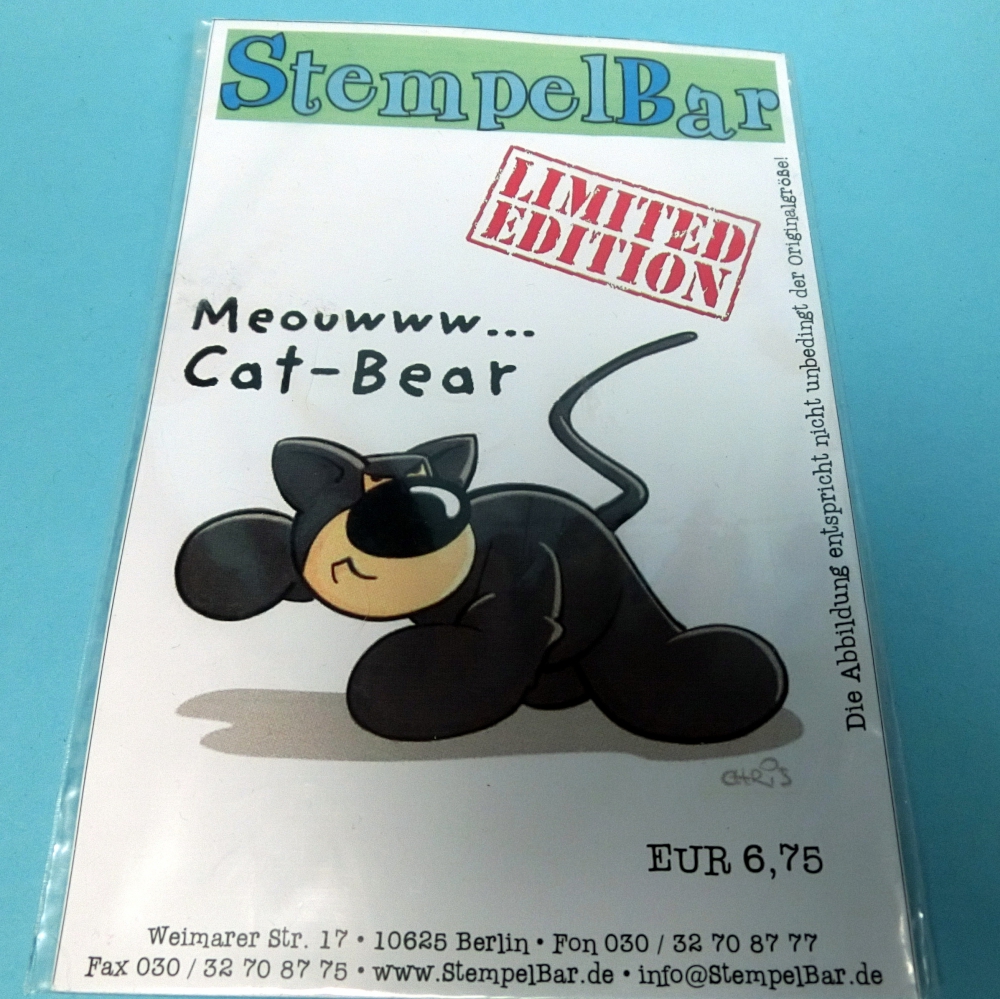 StempelBar
LIMITED
EDITION
Meouwww...
Cat-Bear
Die Abbildung entspricht nicht unbedingt der Originalgröße!
CHRiS
EUR 6,75
Weimarer Str. 17 • 10625 Berlin • Fon 030 / 32 70 87 77
Fax 030 / 32 70 87 75 • www.StempelBar.de • info@StempelBar.de